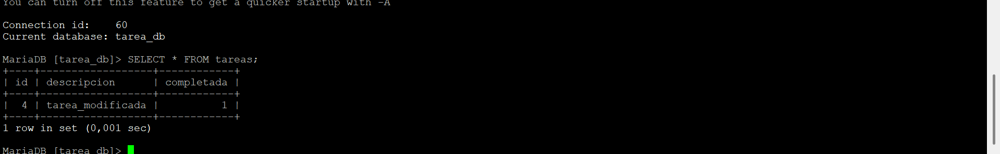 You can turn off this feature to get a quicker startup with -A
Connection id:    60
Current database: tarea_db
MariaDB [tarea_db]> SELECT * FROM tareas;
+----+------------------+------------+
| id | descripcion      | completada |
+----+------------------+------------+
|  4 | tarea_modificada |          1 |
+----+------------------+------------+
1 row in set (0,001 sec)
MariaDB [tarea_db]>